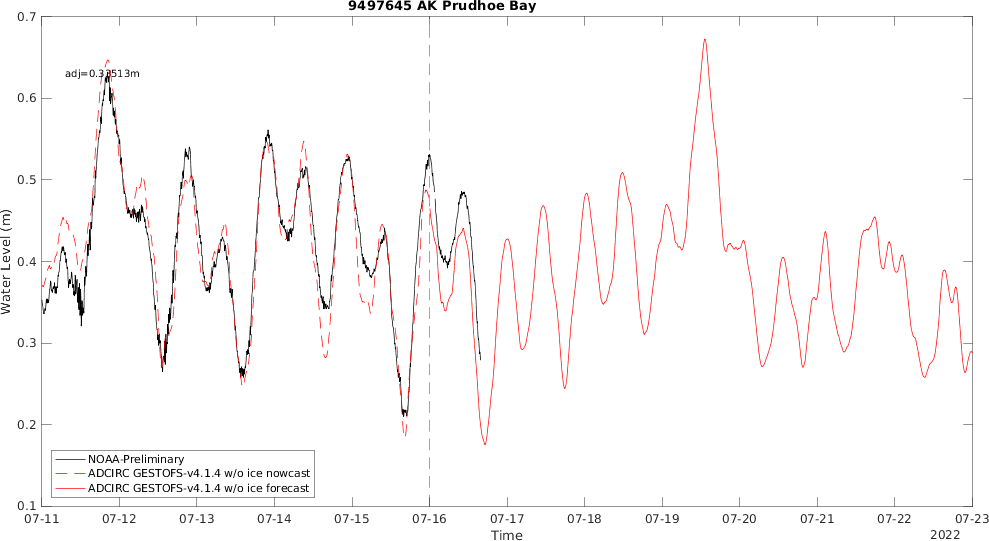 9497645 AK Prudhoe Bay
0.7
0.6
0.5
0.4
0.3
0.2
0.1
Water Level (m)
adj=0.33513m
NOAA-Preliminary
ADCIRC GESTOFS-v4.1.4 w/o ice nowcast
ADCIRC GESTOFS-v4.1.4 w/o ice forecast
07-11 07-12 07-13 07-14 07-15 07-16 07-17 07-18 07-19 07-20 07-21 07-22 07-23
Time
2022